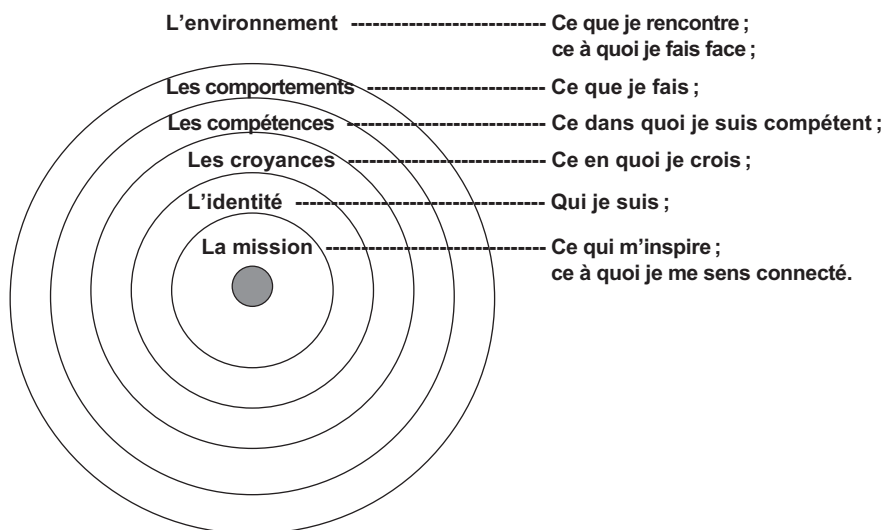 L’environnement ------------------- Ce que je rencontre ;
ce à quoi je fais face ;
Les comportements ------------------- Ce que je fais ;
Les compétences ------------------- Ce dans quoi je suis compétent ;
Les croyances ------------------- Ce en quoi je crois ;
L’identité ------------------- Qui je suis ;
La mission ------------------- Ce qui m’inspire ;
ce à quoi je me sens connecté.